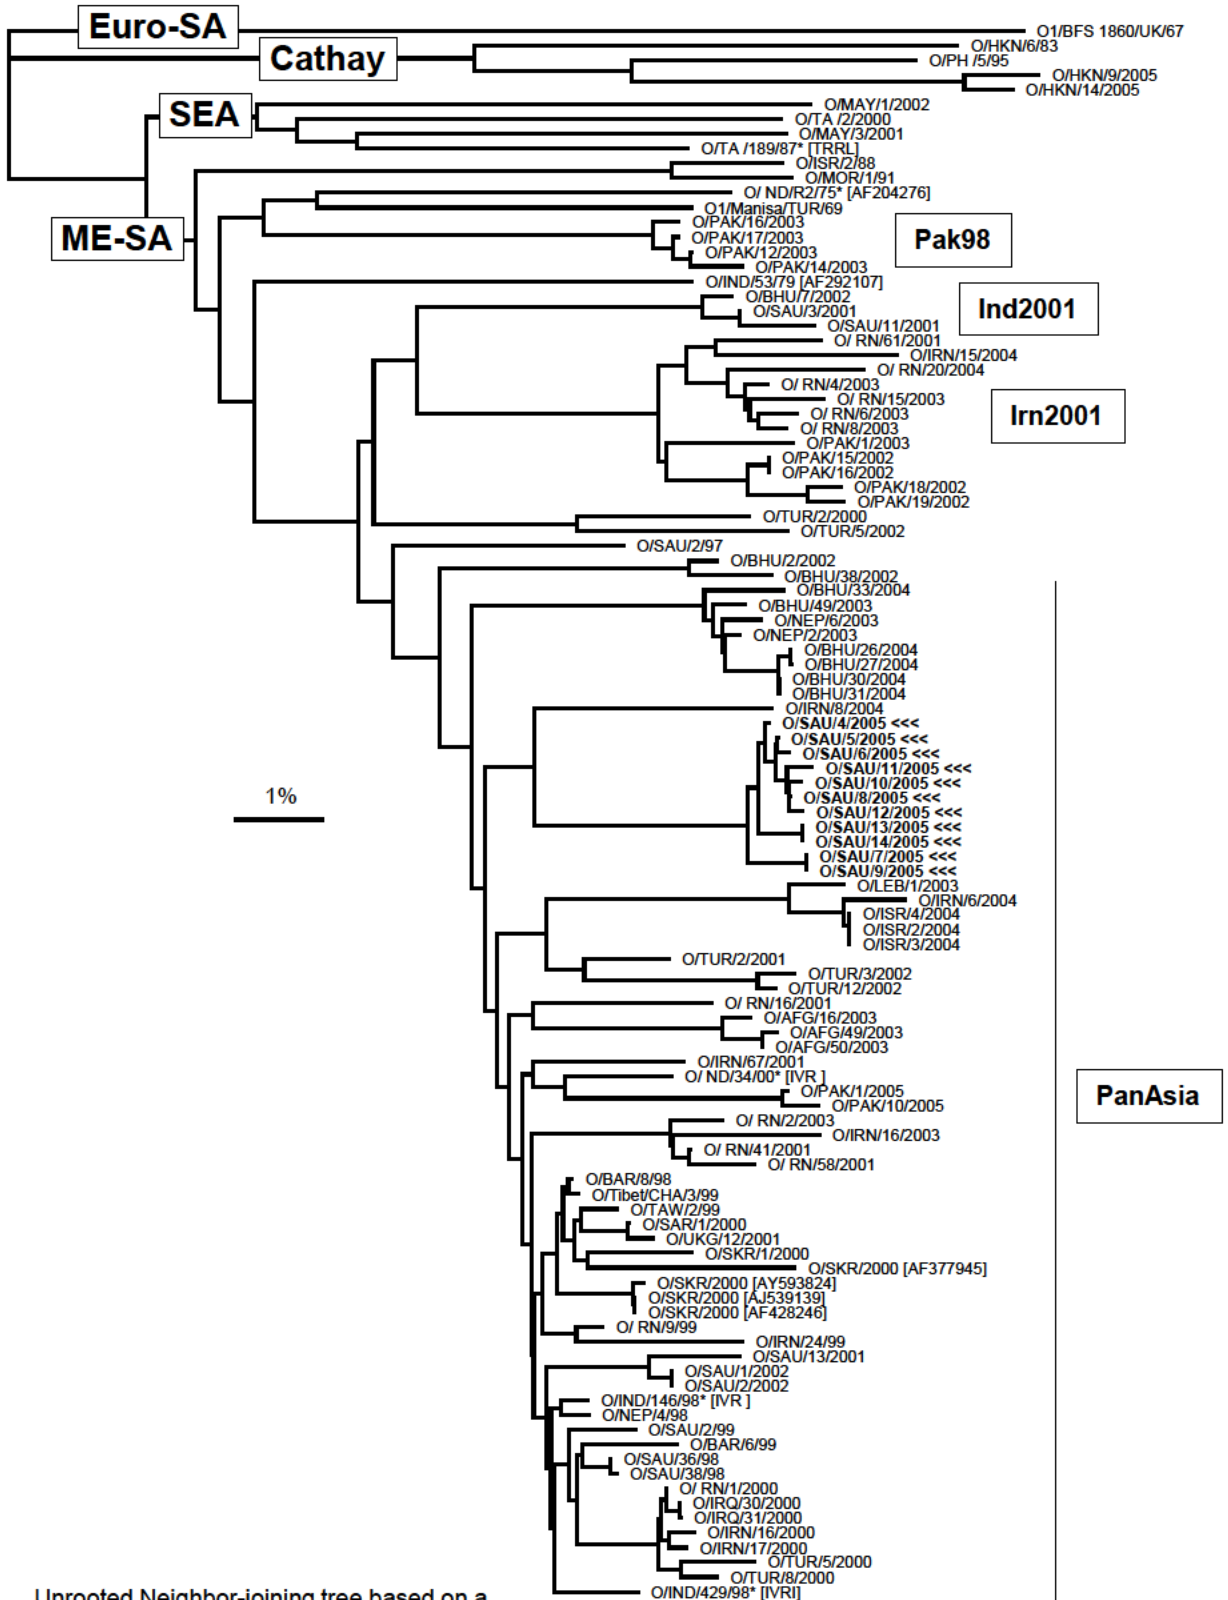 Euro-SA
O1/BFS 1860/UK/67
O/HKN/6/83
Cathay
O/PH /5/95
O/HKN/9/2005
O/HKN/14/2005
SEA
O/MAY/1/2002
O/TA /2/2000
O/MAY/3/2001
O/TA /189/87* [TRRL]
O/ISR/2/88
O/MOR/1/91
O/ ND/R2/75* [AF204276]
O1/Manisa/TUR/69
ME-SA
O/PAK/16/2003
O/PAK/17/2003
Pak98
O/PAK/12/2003
O/PAK/14/2003
O/IND/53/79 [AF292107]
O/BHU/7/2002
O/SAU/3/2001
Ind2001
O/SAU/11/2001
O/ RN/61/2001
O/IRN/15/2004
O/ RN/20/2004
O/ RN/4/2003
O/ RN/15/2003
O/ RN/6/2003
Irn2001
O/ RN/8/2003
O/PAK/1/2003
O/PAK/15/2002
O/PAK/16/2002
O/PAK/18/2002
O/PAK/19/2002
O/TUR/2/2000
O/TUR/5/2002
O/SAU/2/97
O/BHU/2/2002
O/BHU/38/2002
O/BHU/33/2004
O/BHU/49/2003
O/NEP/6/2003
O/NEP/2/2003
O/BHU/26/2004
O/BHU/27/2004
O/BHU/30/2004
O/BHU/31/2004
O/IRN/8/2004
O/SAU/4/2005 <<<
O/SAU/5/2005 <<<
O/SAU/6/2005 <<<
O/SAU/11/2005 <<<
O/SAU/10/2005 <<<
1%
O/SAU/8/2005 <<<
O/SAU/12/2005 <<<
O/SAU/13/2005 <<<
O/SAU/14/2005 <<<
O/SAU/7/2005 <<<
O/SAU/9/2005 <<<
O/LEB/1/2003
O/IRN/6/2004
O/ISR/4/2004
O/ISR/2/2004
O/ISR/3/2004
O/TUR/2/2001
O/TUR/3/2002
O/TUR/12/2002
O/ RN/16/2001
O/AFG/16/2003
O/AFG/49/2003
O/AFG/50/2003
O/IRN/67/2001
O/ ND/34/00* [IVR ]
O/PAK/1/2005
PanAsia
O/PAK/10/2005
O/ RN/2/2003
O/IRN/16/2003
O/ RN/41/2001
O/ RN/58/2001
O/BAR/8/98
O/Tibet/CHA/3/99
O/TAW/2/99
O/SAR/1/2000
O/UKG/12/2001
O/SKR/1/2000
O/SKR/2000 [AF377945]
O/SKR/2000 [AY593824]
O/SKR/2000 [AJ539139]
O/SKR/2000 [AF428246]
O/ RN/9/99
O/IRN/24/99
O/SAU/13/2001
O/SAU/1/2002
O/SAU/2/2002
O/IND/146/98* [IVR ]
O/NEP/4/98
O/SAU/2/99
O/BAR/6/99
O/SAU/36/98
O/SAU/38/98
O/ RN/1/2000
O/IRQ/30/2000
O/IRQ/31/2000
O/IRN/16/2000
O/IRN/17/2000
O/TUR/5/2000
O/TUR/8/2000
O/IND/429/98* [IVRI]
Unrooted Neighbor-joining tree based on a